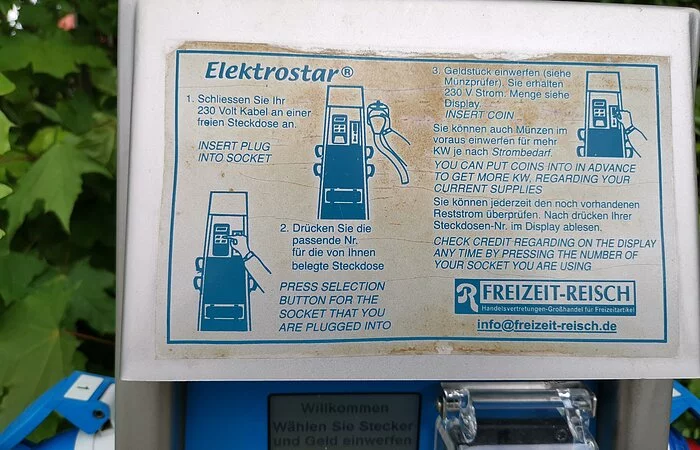 Elektrostar®
1. Schliessen Sie Ihr
230 Volt Kabel an einer
freien Steckdose an.
INSERT PLUG
INTO SOCKET
2. Drücken Sie die
passende Nr.
für die von Ihnen
belegte Steckdose
PRESS SELECTION
BUTTON FOR THE
SOCKET THAT YOU
ARE PLUGGED INTO
3. Geldstück einwerfen (siehe
Münzprüfer). Sie erhalten
230 V Strom. Menge siehe
Display.
INSERT COIN
Sie können auch Münzen im
voraus einwerfen für mehr
KW je nach Strombedarf.
YOU CAN PUT COINS INTO IN ADVANCE
TO GET MORE KW, REGARDING YOUR
CURRENT SUPPLIES
Sie können jederzeit den noch vorhandenen
Reststrom überprüfen. Nach drücken Ihrer
Steckdosen-Nr. im Display ablesen.
CHECK CREDIT REGARDING ON THE DISPLAY
ANY TIME BY PRESSING THE NUMBER OF
YOUR SOCKET YOU ARE USING
FREIZEIT-REISCH
Handelsvertretungen-Großhandel für Freizeitartikel
info@freizeit-reisch.de
Willkommen
Wählen Sie Stecker
und Geld einwerfen